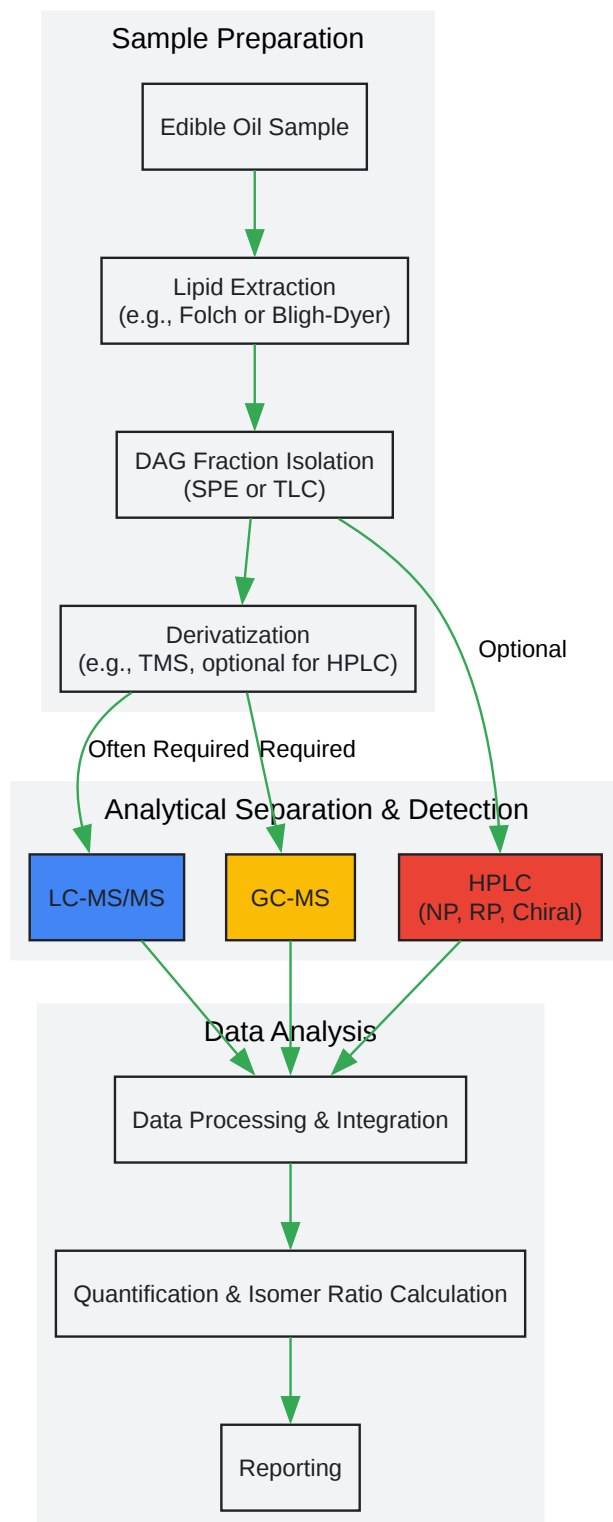 Sample Preparation
Edible Oil Sample
Lipid Extraction
(e.g., Folch or Bligh-Dyer)
DAG Fraction Isolation
(SPE or TLC)
Derivatization
(e.g., TMS, optional for HPLC)
Optional
Often Required
Required
Analytical Separation & Detection
LC-MS/MS
GC-MS
HPLC
(NP, RP, Chiral)
Data Analysis
Data Processing & Integration
Quantification & Isomer Ratio Calculation
Reporting